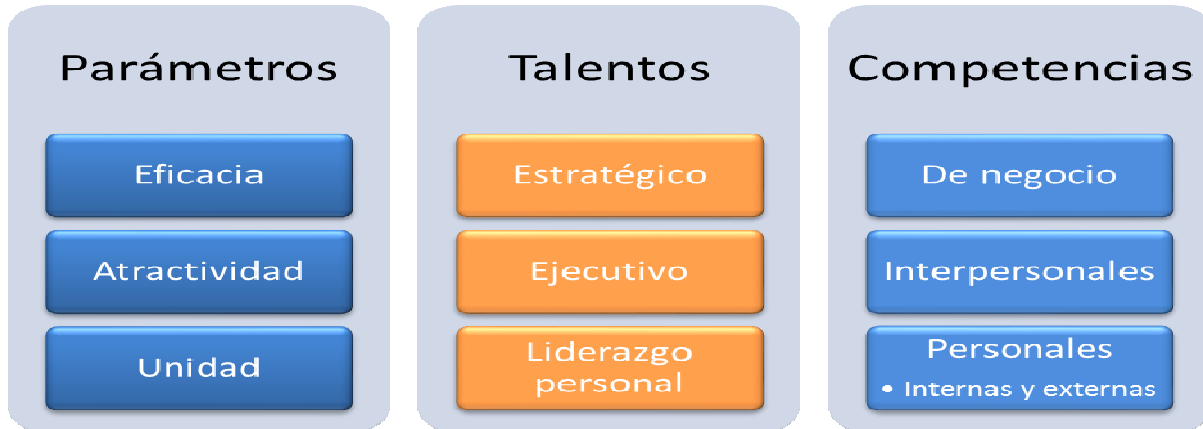 Parámetros
Eficacia
Atractividad
Unidad
Talentos
Estratégico
Ejecutivo
Liderazgo
personal
Competencias
De negocio
Interpersonales
Personales
• Internas y externas